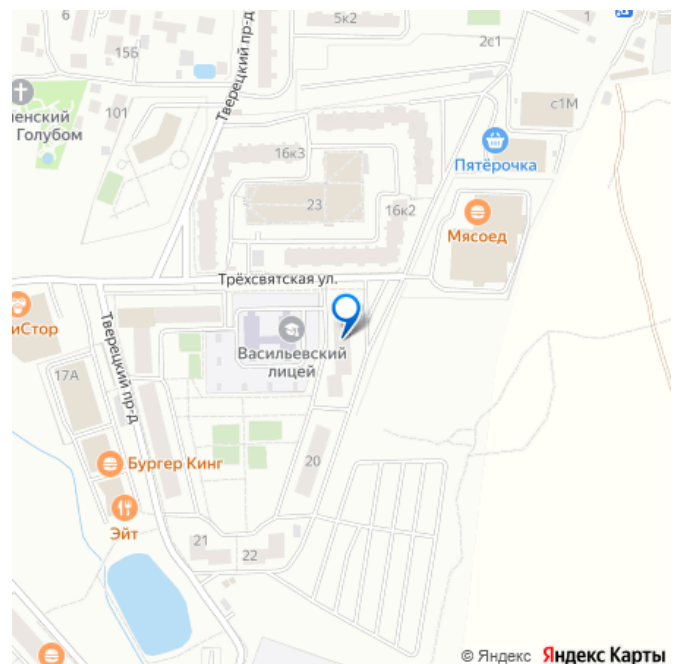 5к2
6
15Б
2с1
1
101
с1М
Тверецкий пр-д
ленский
Голубом
16к3
Пятёрочка
23
16к2
Мясоед
Трёхсвятская ул.
иСтор
Васильевский
лицей
17А
Тверецкий пр-д
Бургер Кинг
20
Эйт
21
22
© Яндекс Яндекс Карты